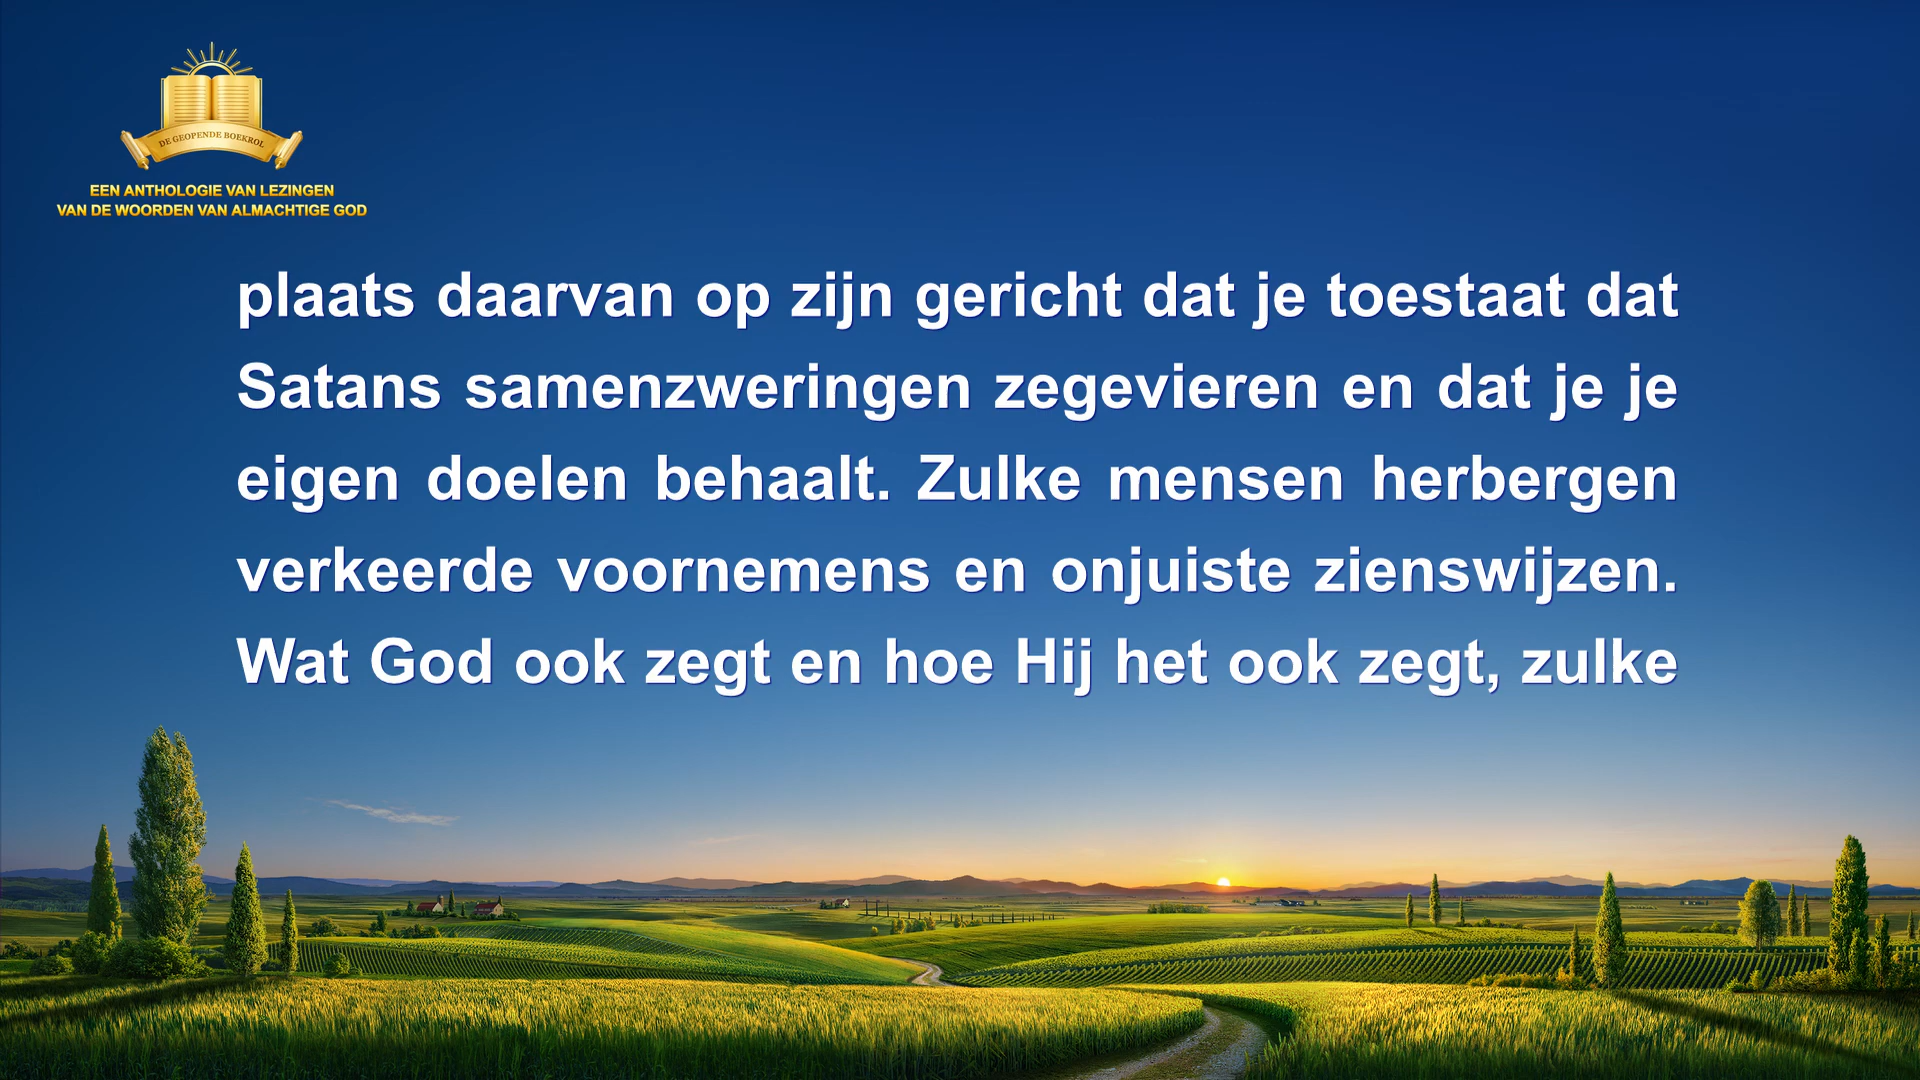 DE GEOPENDE BOEKROL
EEN ANTHOLOGIE VAN LEZINGEN
VAN DE WOORDEN VAN ALMACHTIGE GOD
plaats daarvan op zijn gericht dat je toestaat dat
Satans samenzweringen zegevieren en dat je je
eigen doelen behaalt. Zulke mensen herbergen
verkeerde voornemens en onjuiste zienswijzen.
Wat God ook zegt en hoe Hij het ook zegt, zulke